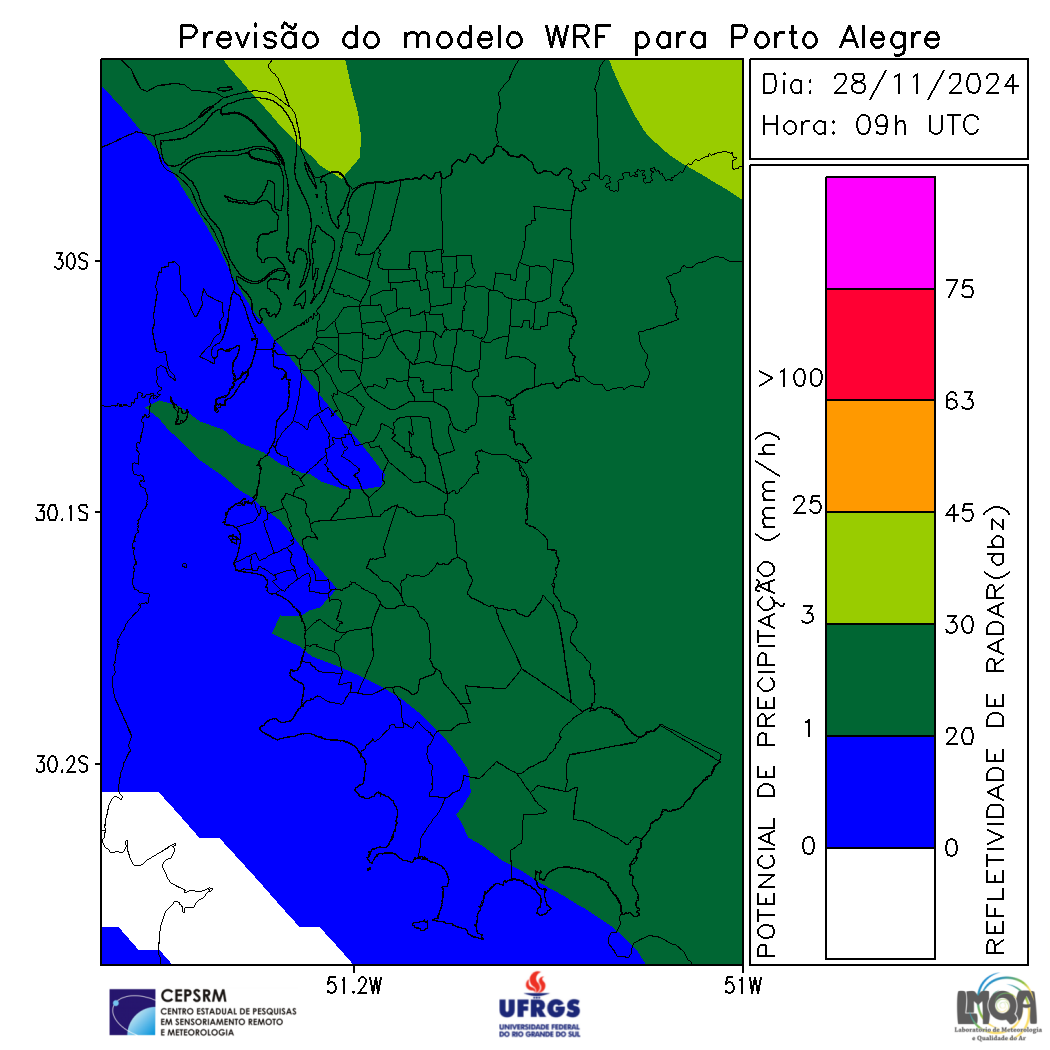 Previsão do modelo WRF para Porto Alegre
Dia: 28/11/2024
Hora: 09h UTC
30S
30.1S
30.2S
51.2W
51W
POTENCIAL DE PRECIPITAÇÃO (mm/h)
>100
25
3
1
0
75
63
45
30
20
0
REFLETIVIDADE DE RADAR(dbz)
CEPSRM
CENTRO ESTADUAL DE PESQUISAS
EM SENSORIAMENTO REMOTO
E METEOROLOGIA
UFRGS
UNIVERSIDADE FEDERAL
DO RIO GRANDE DO SUL
LMQA
Laboratório de Meteorologia
e Qualidade do Ar